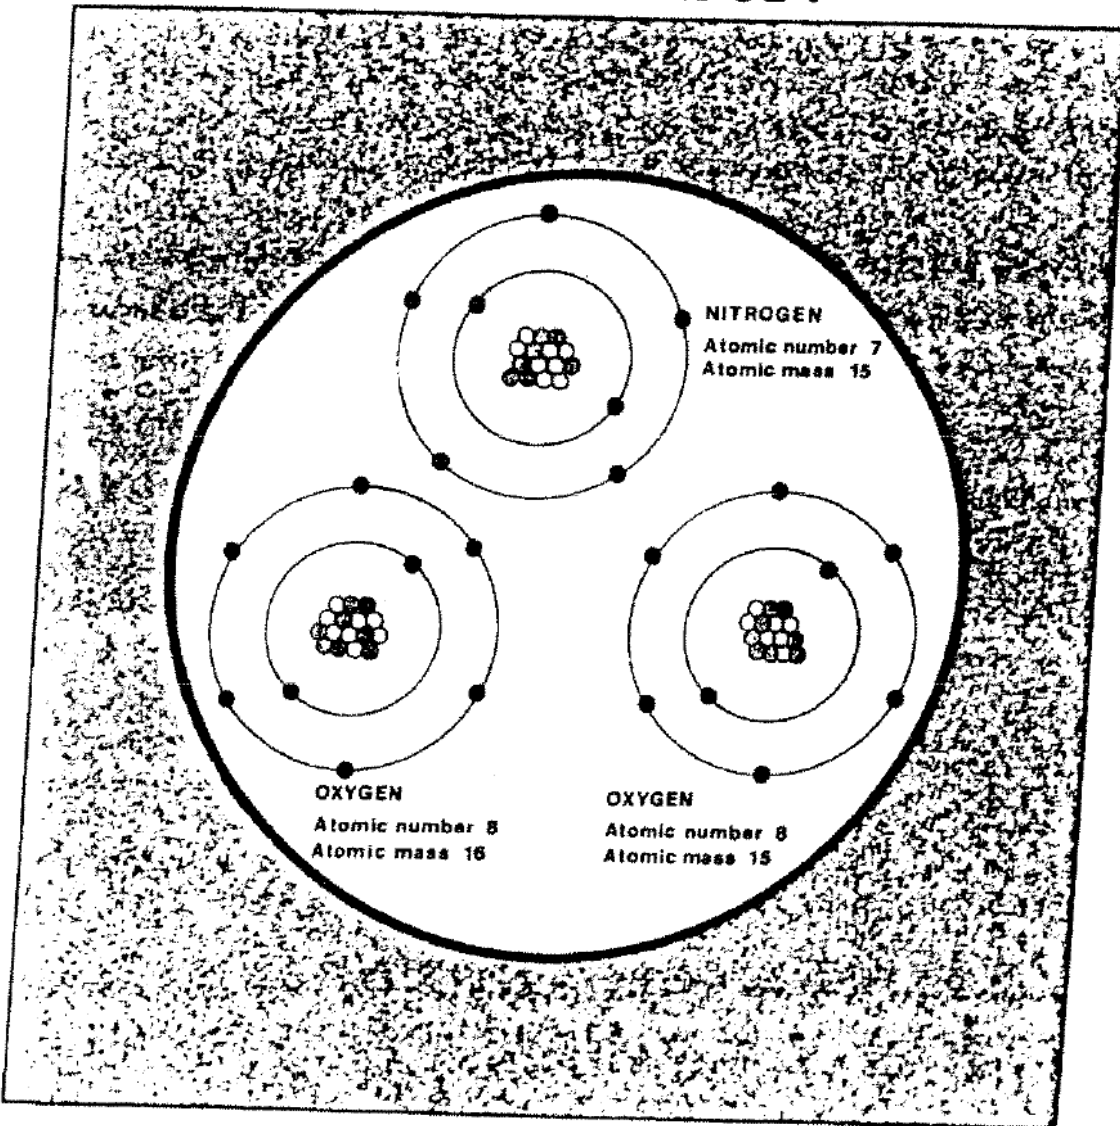 NITROGEN
Atomic number 7
Atomic mass 15
OXYGEN
Atomic number 8
Atomic mass 16
OXYGEN
Atomic number 8
Atomic mass 15